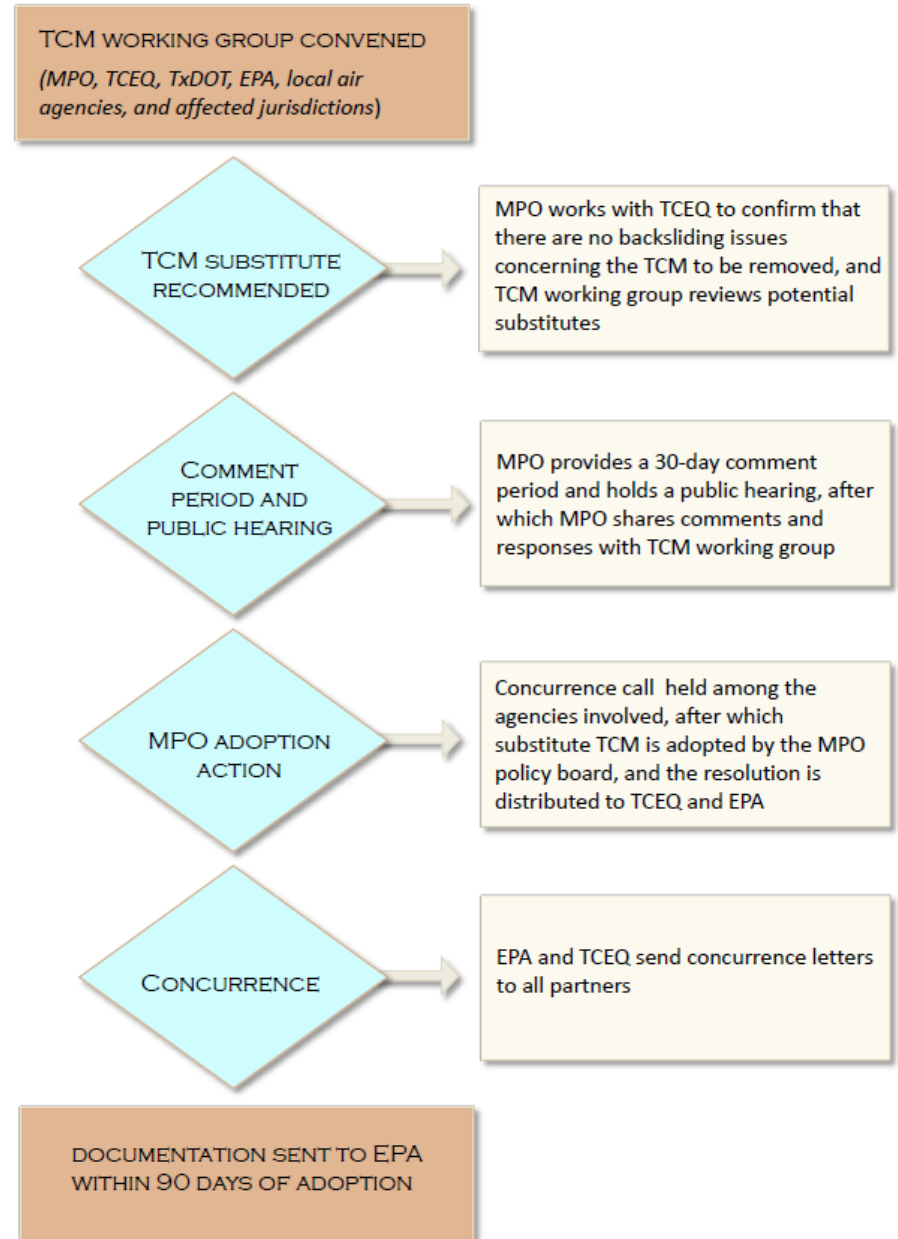 TCM WORKING GROUP CONVENED
(MPO, TCEQ, TxDOT, EPA, local air
agencies, and affected jurisdictions)
TCM SUBSTITUTE
RECOMMENDED
MPO works with TCEQ to confirm that
there are no backsliding issues
concerning the TCM to be removed, and
TCM working group reviews potential
substitutes
COMMENT
PERIOD AND
PUBLIC HEARING
MPO provides a 30-day comment
period and holds a public hearing, after
which MPO shares comments and
responses with TCM working group
MPO ADOPTION
ACTION
Concurrence call held among the
agencies involved, after which
substitute TCM is adopted by the MPO
policy board, and the resolution is
distributed to TCEQ and EPA
CONCURRENCE
EPA and TCEQ send concurrence letters
to all partners
DOCUMENTATION SENT TO EPA
WITHIN 90 DAYS OF ADOPTION